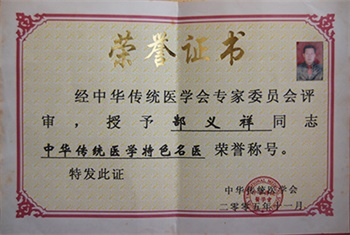 荣誉证书
经中华传统医学会专家委员会评
审，授予 郜义祥 同志
中华传统医学特色名医 荣誉称号。
特发此证
中华传统医学会
二零零五年十一月